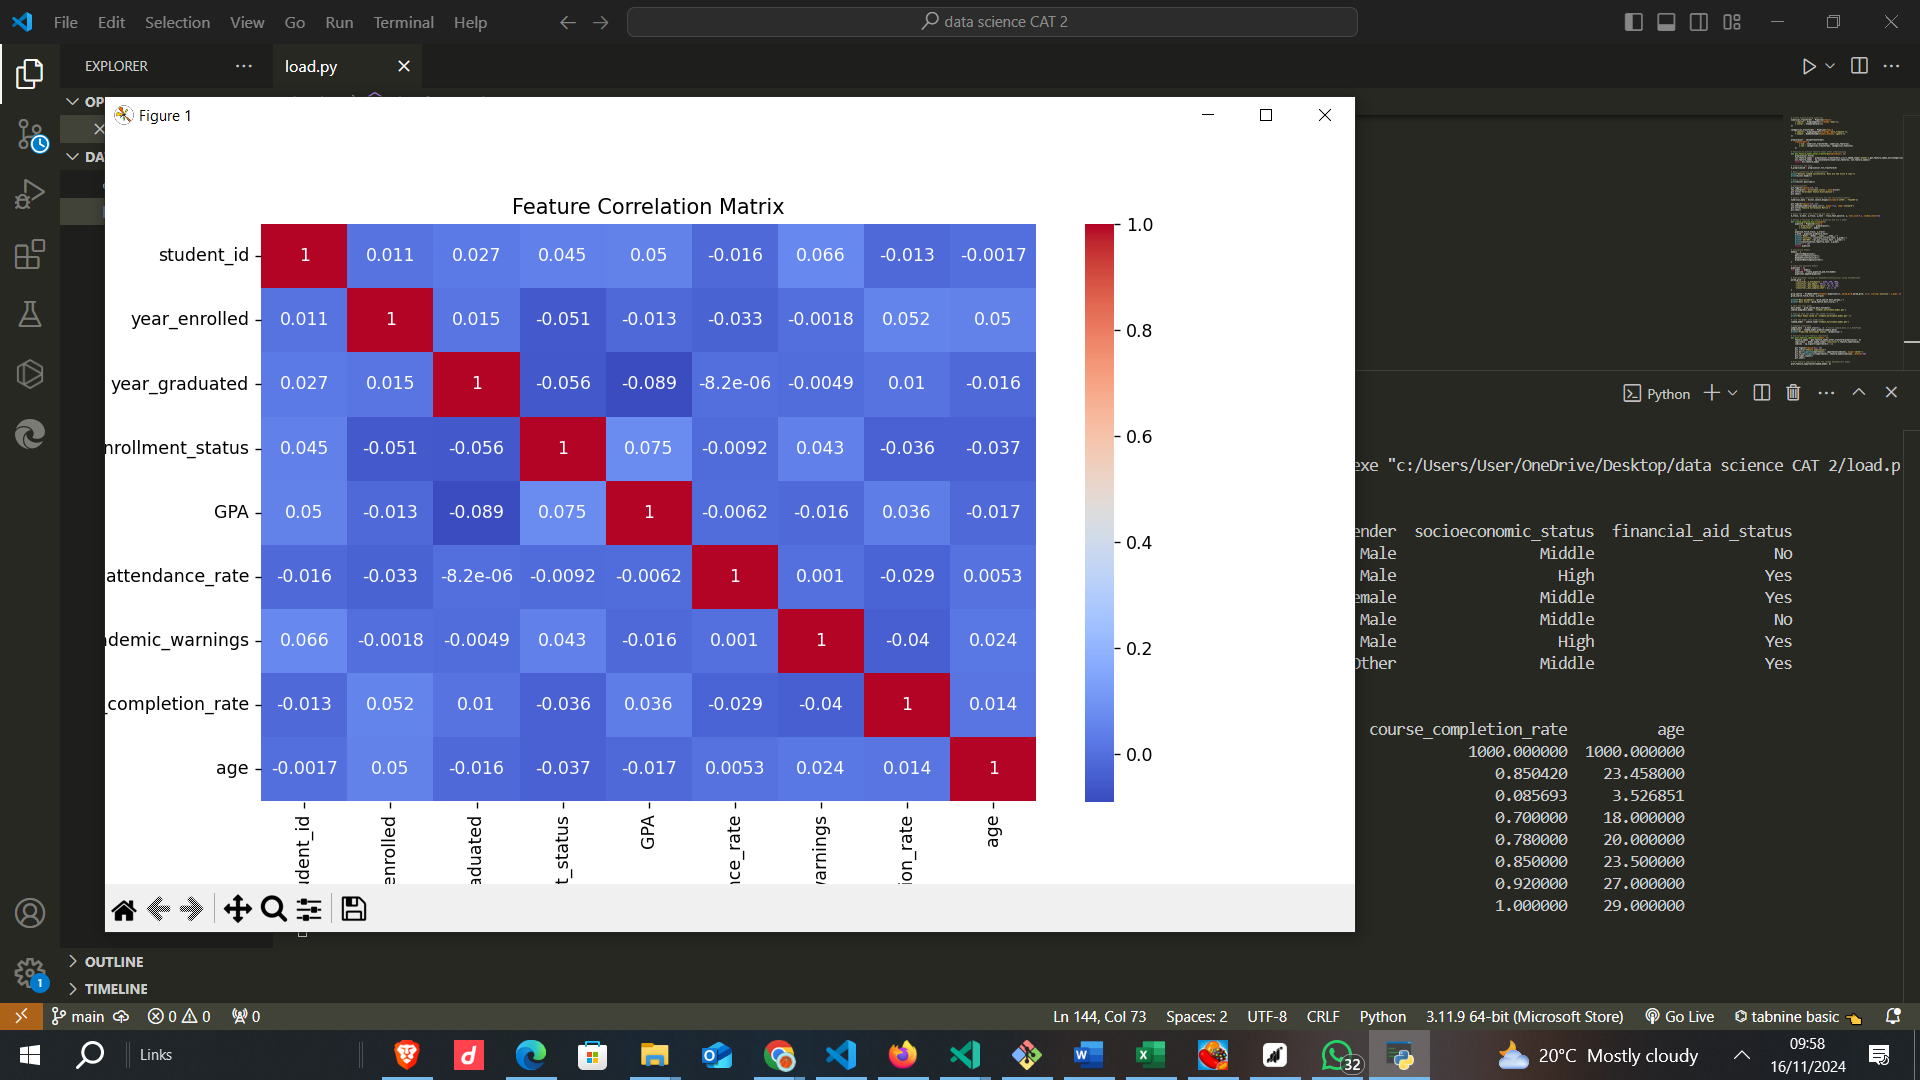 File Edit Selection View Go Run Terminal Help
data science CAT 2
EXPLORER
load.py
OP
DA
Figure 1
Feature Correlation Matrix
student_id 1 0.011 0.027 0.045 0.05 -0.016 0.066 -0.013 -0.0017
year_enrolled 0.011 1 0.015 -0.051 -0.013 -0.033 -0.0018 0.052 0.05
year_graduated 0.027 0.015 1 -0.056 -0.089 -8.2e-06 -0.0049 0.01 -0.016
nrollment_status 0.045 -0.051 -0.056 1 0.075 -0.0092 0.043 -0.036 -0.037
GPA 0.05 -0.013 -0.089 0.075 1 -0.0062 -0.016 0.036 -0.017
attendance_rate -0.016 -0.033 -8.2e-06 -0.0092 -0.0062 1 0.001 -0.029 0.0053
demic_warnings 0.066 -0.0018 -0.0049 0.043 -0.016 0.001 1 -0.04 0.024
_completion_rate -0.013 0.052 0.01 -0.036 0.036 -0.029 -0.04 1 0.014
age -0.0017 0.05 -0.016 -0.037 -0.017 0.0053 0.024 0.014 1
udent_id enrolled aduated t_status GPA nce_rate varnings ion_rate age
1.0
0.8
0.6
0.4
0.2
0.0
Python
exe "c:/Users/User/OneDrive/Desktop/data science CAT 2/load.p
ender socioeconomic_status financial_aid_status
Male Middle No
Male High Yes
emale Middle Yes
Male Middle No
Male High Yes
Other Middle Yes
course_completion_rate age
1000.000000 1000.000000
0.850420 23.458000
0.085693 3.526851
0.700000 18.000000
0.780000 20.000000
0.850000 23.500000
0.920000 27.000000
1.000000 29.000000
OUTLINE
TIMELINE
1
main 0 0 0
Ln 144, Col 73 Spaces: 2 UTF-8 CRLF Python 3.11.9 64-bit (Microsoft Store) Go Live tabnine basic
Links
32
20°C Mostly cloudy
09:58
16/11/2024